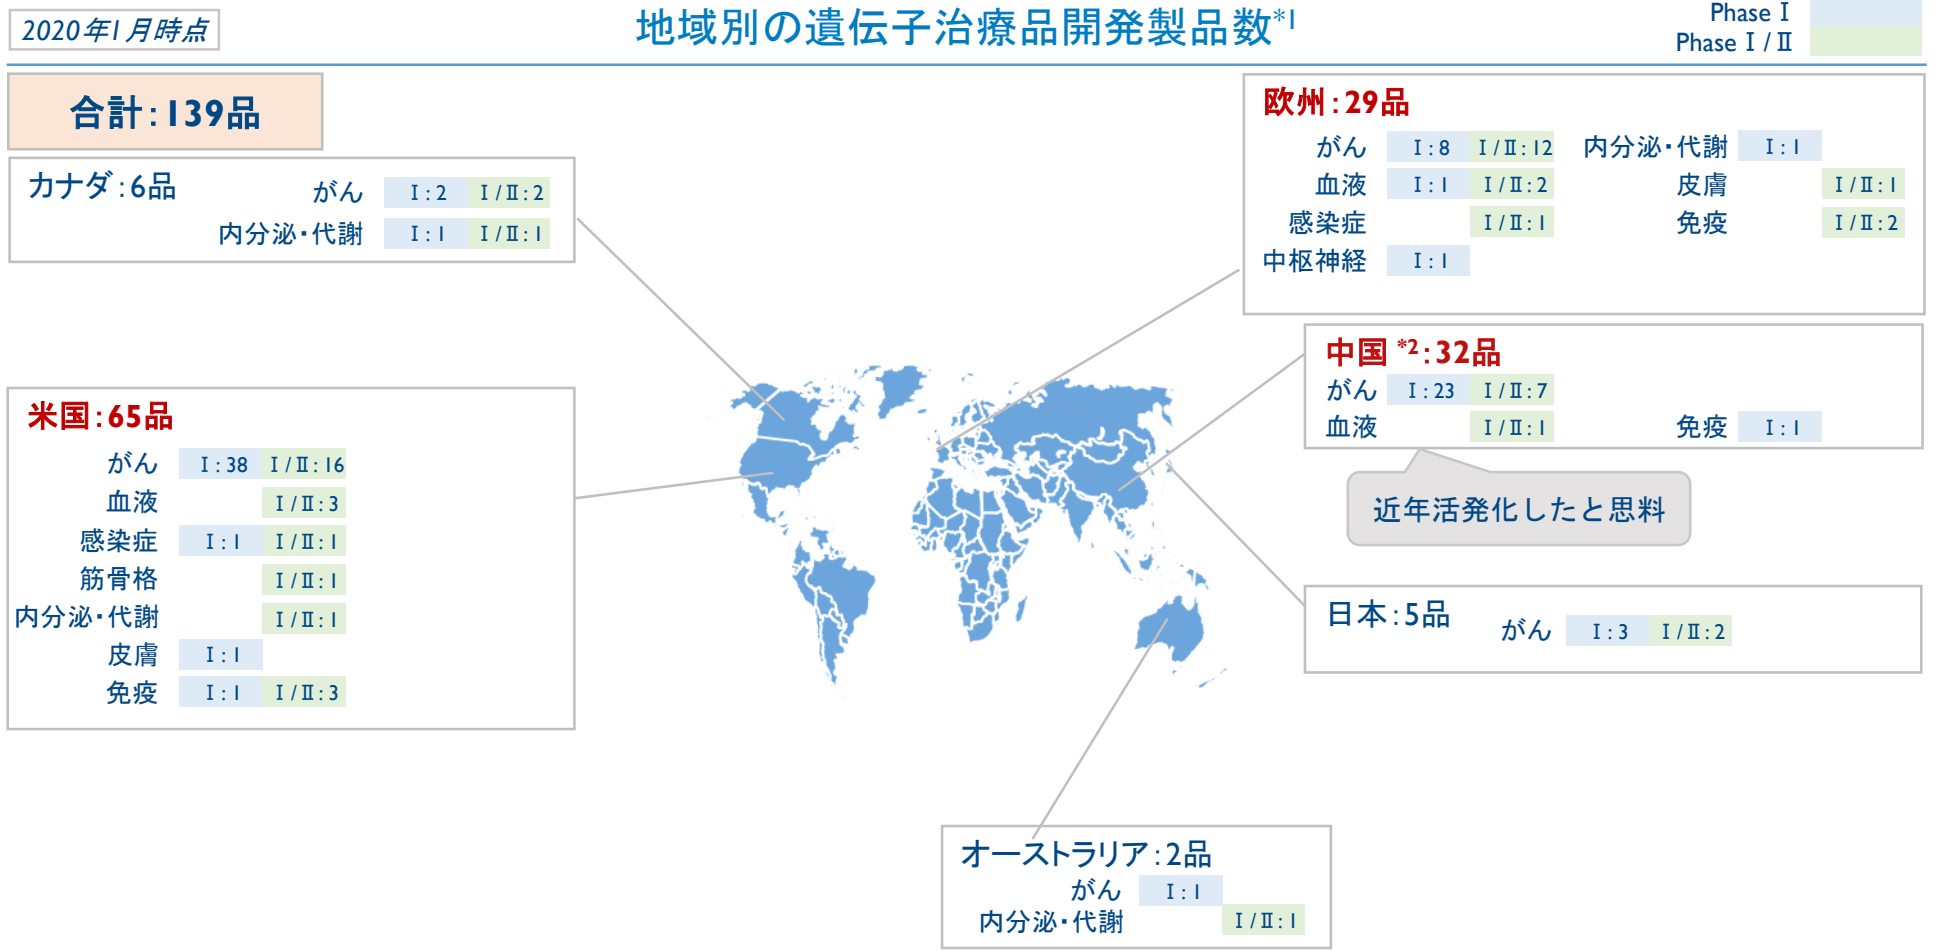 2020年1月時点
地域別の遺伝子治療品開発製品数*1
Phase Ⅰ
Phase Ⅰ / Ⅱ
合計：139品
カナダ：6品
がん Ⅰ：2 Ⅰ / Ⅱ：2
内分泌・代謝 Ⅰ：1 Ⅰ / Ⅱ：1
米国：65品
がん Ⅰ：38 Ⅰ / Ⅱ：16
血液 Ⅰ / Ⅱ：3
感染症 Ⅰ：1 Ⅰ / Ⅱ：1
筋骨格 Ⅰ / Ⅱ：1
内分泌・代謝 Ⅰ / Ⅱ：1
皮膚 Ⅰ：1
免疫 Ⅰ：1 Ⅰ / Ⅱ：3
欧州：29品
がん Ⅰ：8 Ⅰ / Ⅱ：12 内分泌・代謝 Ⅰ：1
血液 Ⅰ：1 Ⅰ / Ⅱ：2 皮膚 Ⅰ / Ⅱ：1
感染症 Ⅰ / Ⅱ：1 免疫 Ⅰ / Ⅱ：2
中枢神経 Ⅰ：1
中国 *2：32品
がん Ⅰ：23 Ⅰ / Ⅱ：7
血液 Ⅰ / Ⅱ：1 免疫 Ⅰ：1
近年活発化したと思料
日本：5品
がん Ⅰ：3 Ⅰ / Ⅱ：2
オーストラリア：2品
がん Ⅰ：1
内分泌・代謝 Ⅰ / Ⅱ：1